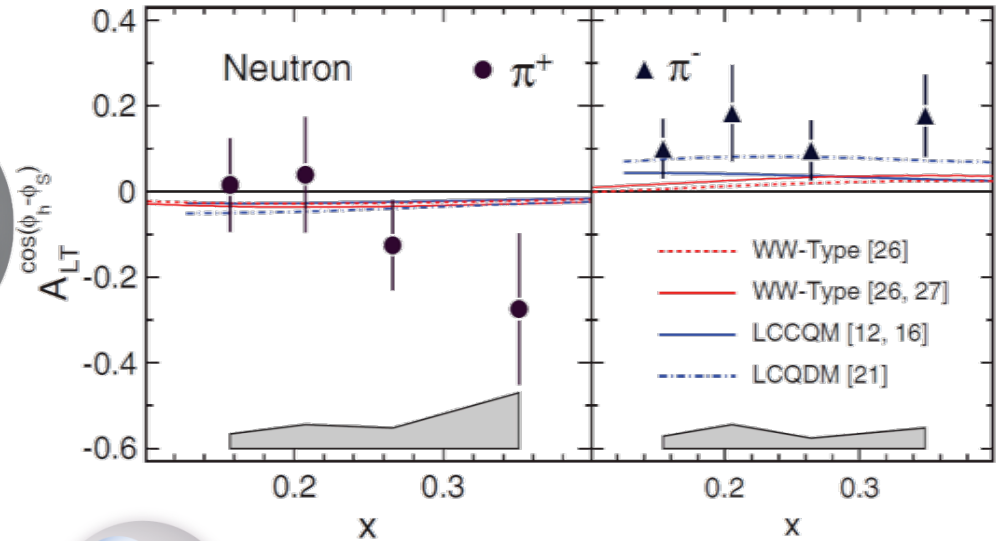 Neutron
π+
π-
A_LT^cos(ϕh-ϕS)
0.4
0.2
0
-0.2
-0.4
-0.6
WW-Type [26]
WW-Type [26, 27]
LCCQM [12, 16]
LCQDM [21]
0.2
0.3
0.2
0.3
x
x